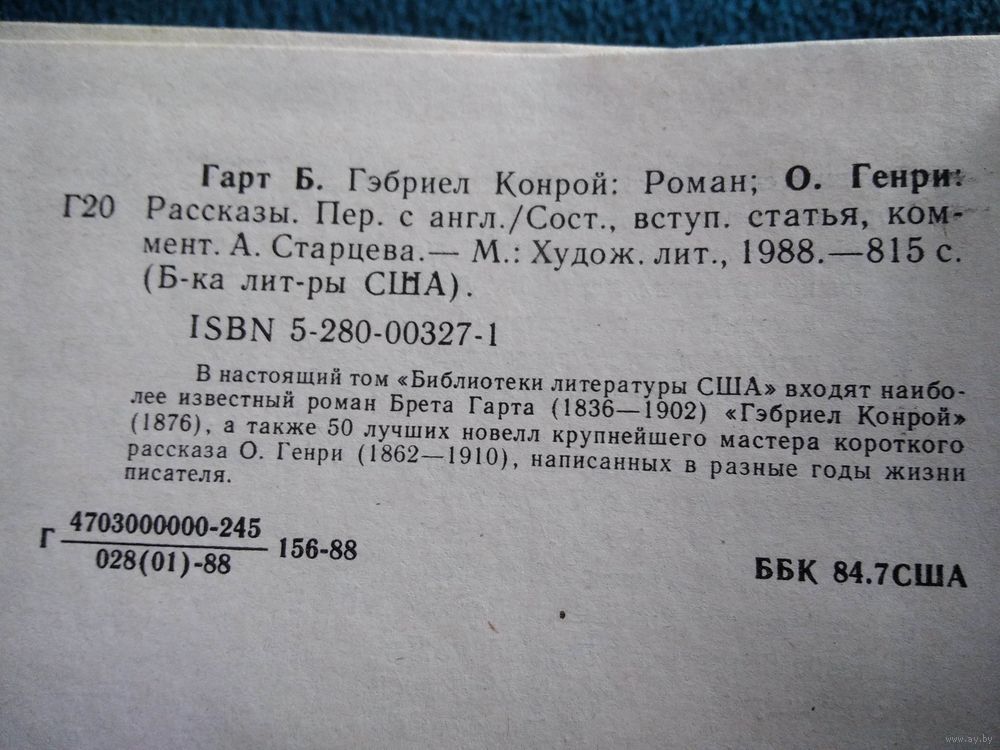 Гарт Б. Гэбриел Конрой: Роман; О. Генри:
Г20 Рассказы. Пер. с англ./Сост., вступ. статья, ком-
мент. А. Старцева.— М.: Худож. лит., 1988.—815 с.
(Б-ка лит-ры США).
ISBN 5-280-00327-1
В настоящий том «Библиотеки литературы США» входят наибо-
лее известный роман Брета Гарта (1836—1902) «Гэбриел Конрой»
(1876), а также 50 лучших новелл крупнейшего мастера короткого
рассказа О. Генри (1862—1910), написанных в разные годы жизни
писателя.
Г 4703000000-245
028(01)-88
156-88
ББК 84.7США
www.ay.by